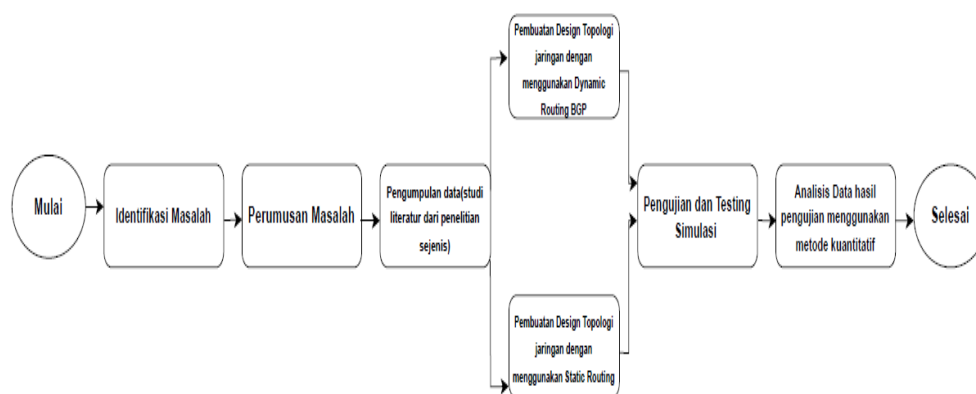 Mulai
Identifikasi Masalah
Perumusan Masalah
Pengumpulan data(studi
literatur dari penelitian
sejenis)
Pembuatan Design Topologi
jaringan dengan
menggunakan Dynamic
Routing BGP
Pembuatan Design Topologi
jaringan dengan
menggunakan Static Routing
Pengujian dan Testing
Simulasi
Analisis Data hasil
pengujian menggunakan
metode kuantitatif
Selesai